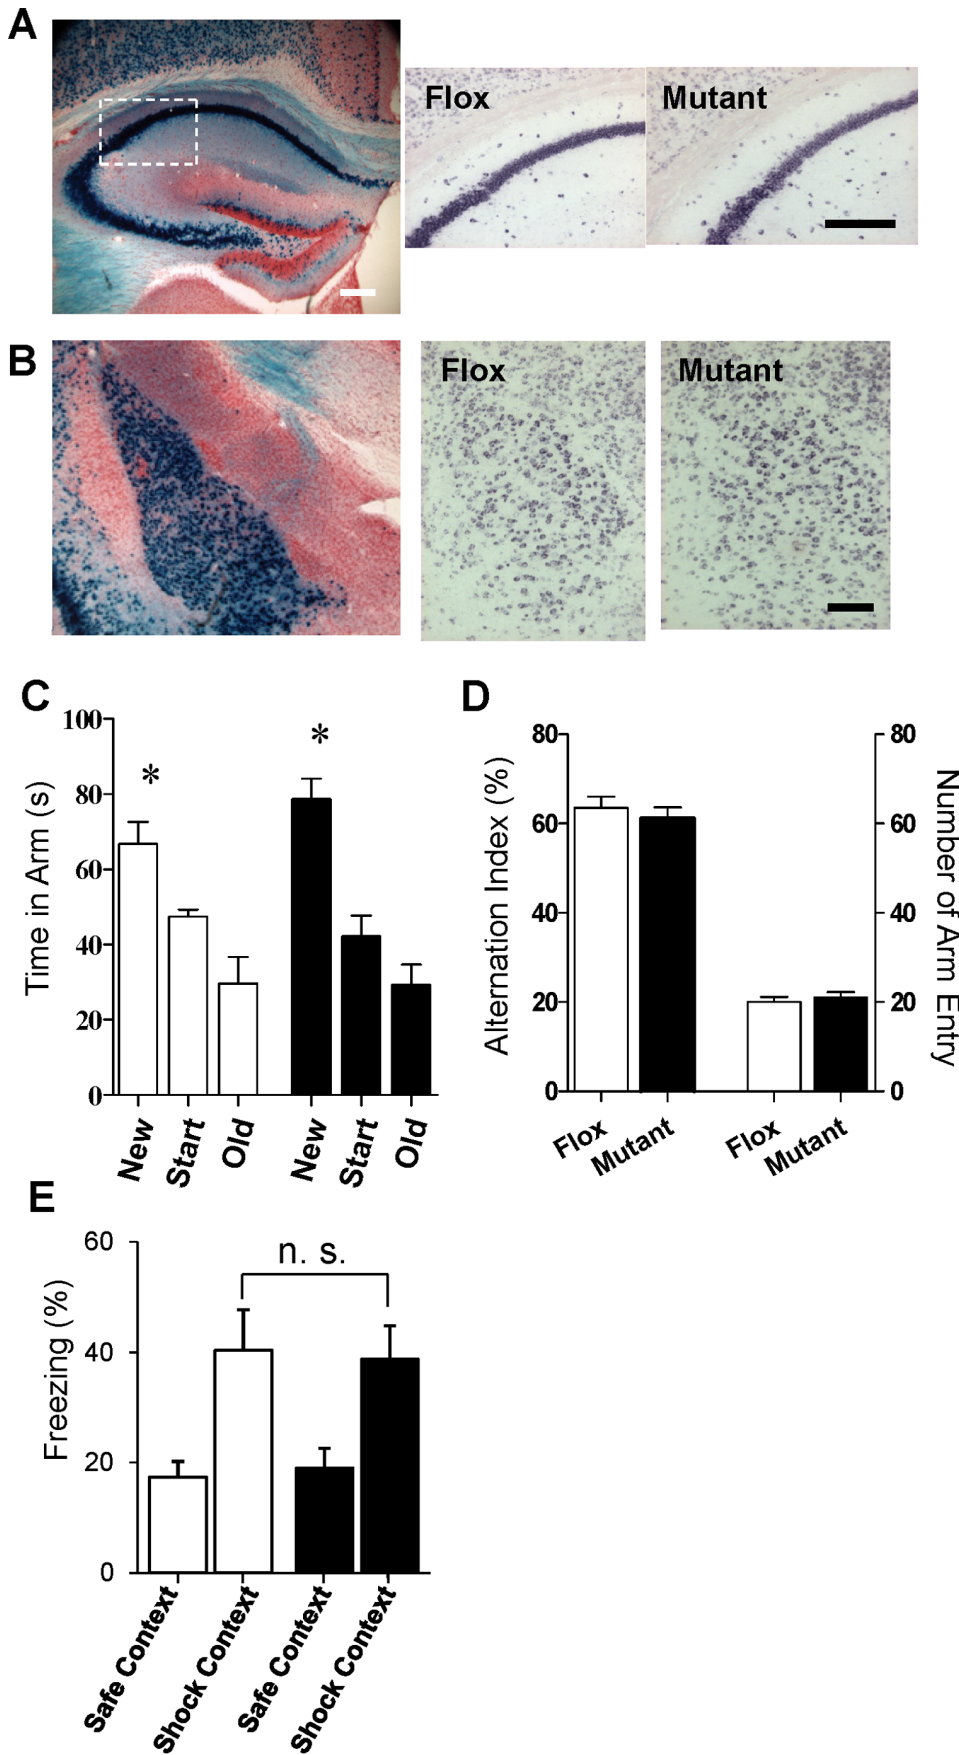 A
Flox
Mutant
B
Flox
Mutant
C
Time in Arm (s)
100
80
60
40
20
0
*
*
New
Start
Old
New
Start
Old
D
Alternation Index (%)
80
60
40
20
0
80
60
40
20
0
Number of Arm Entry
Flox
Mutant
Flox
Mutant
E
Freezing (%)
60
40
20
0
n. s.
Safe Context
Shock Context
Safe Context
Shock Context